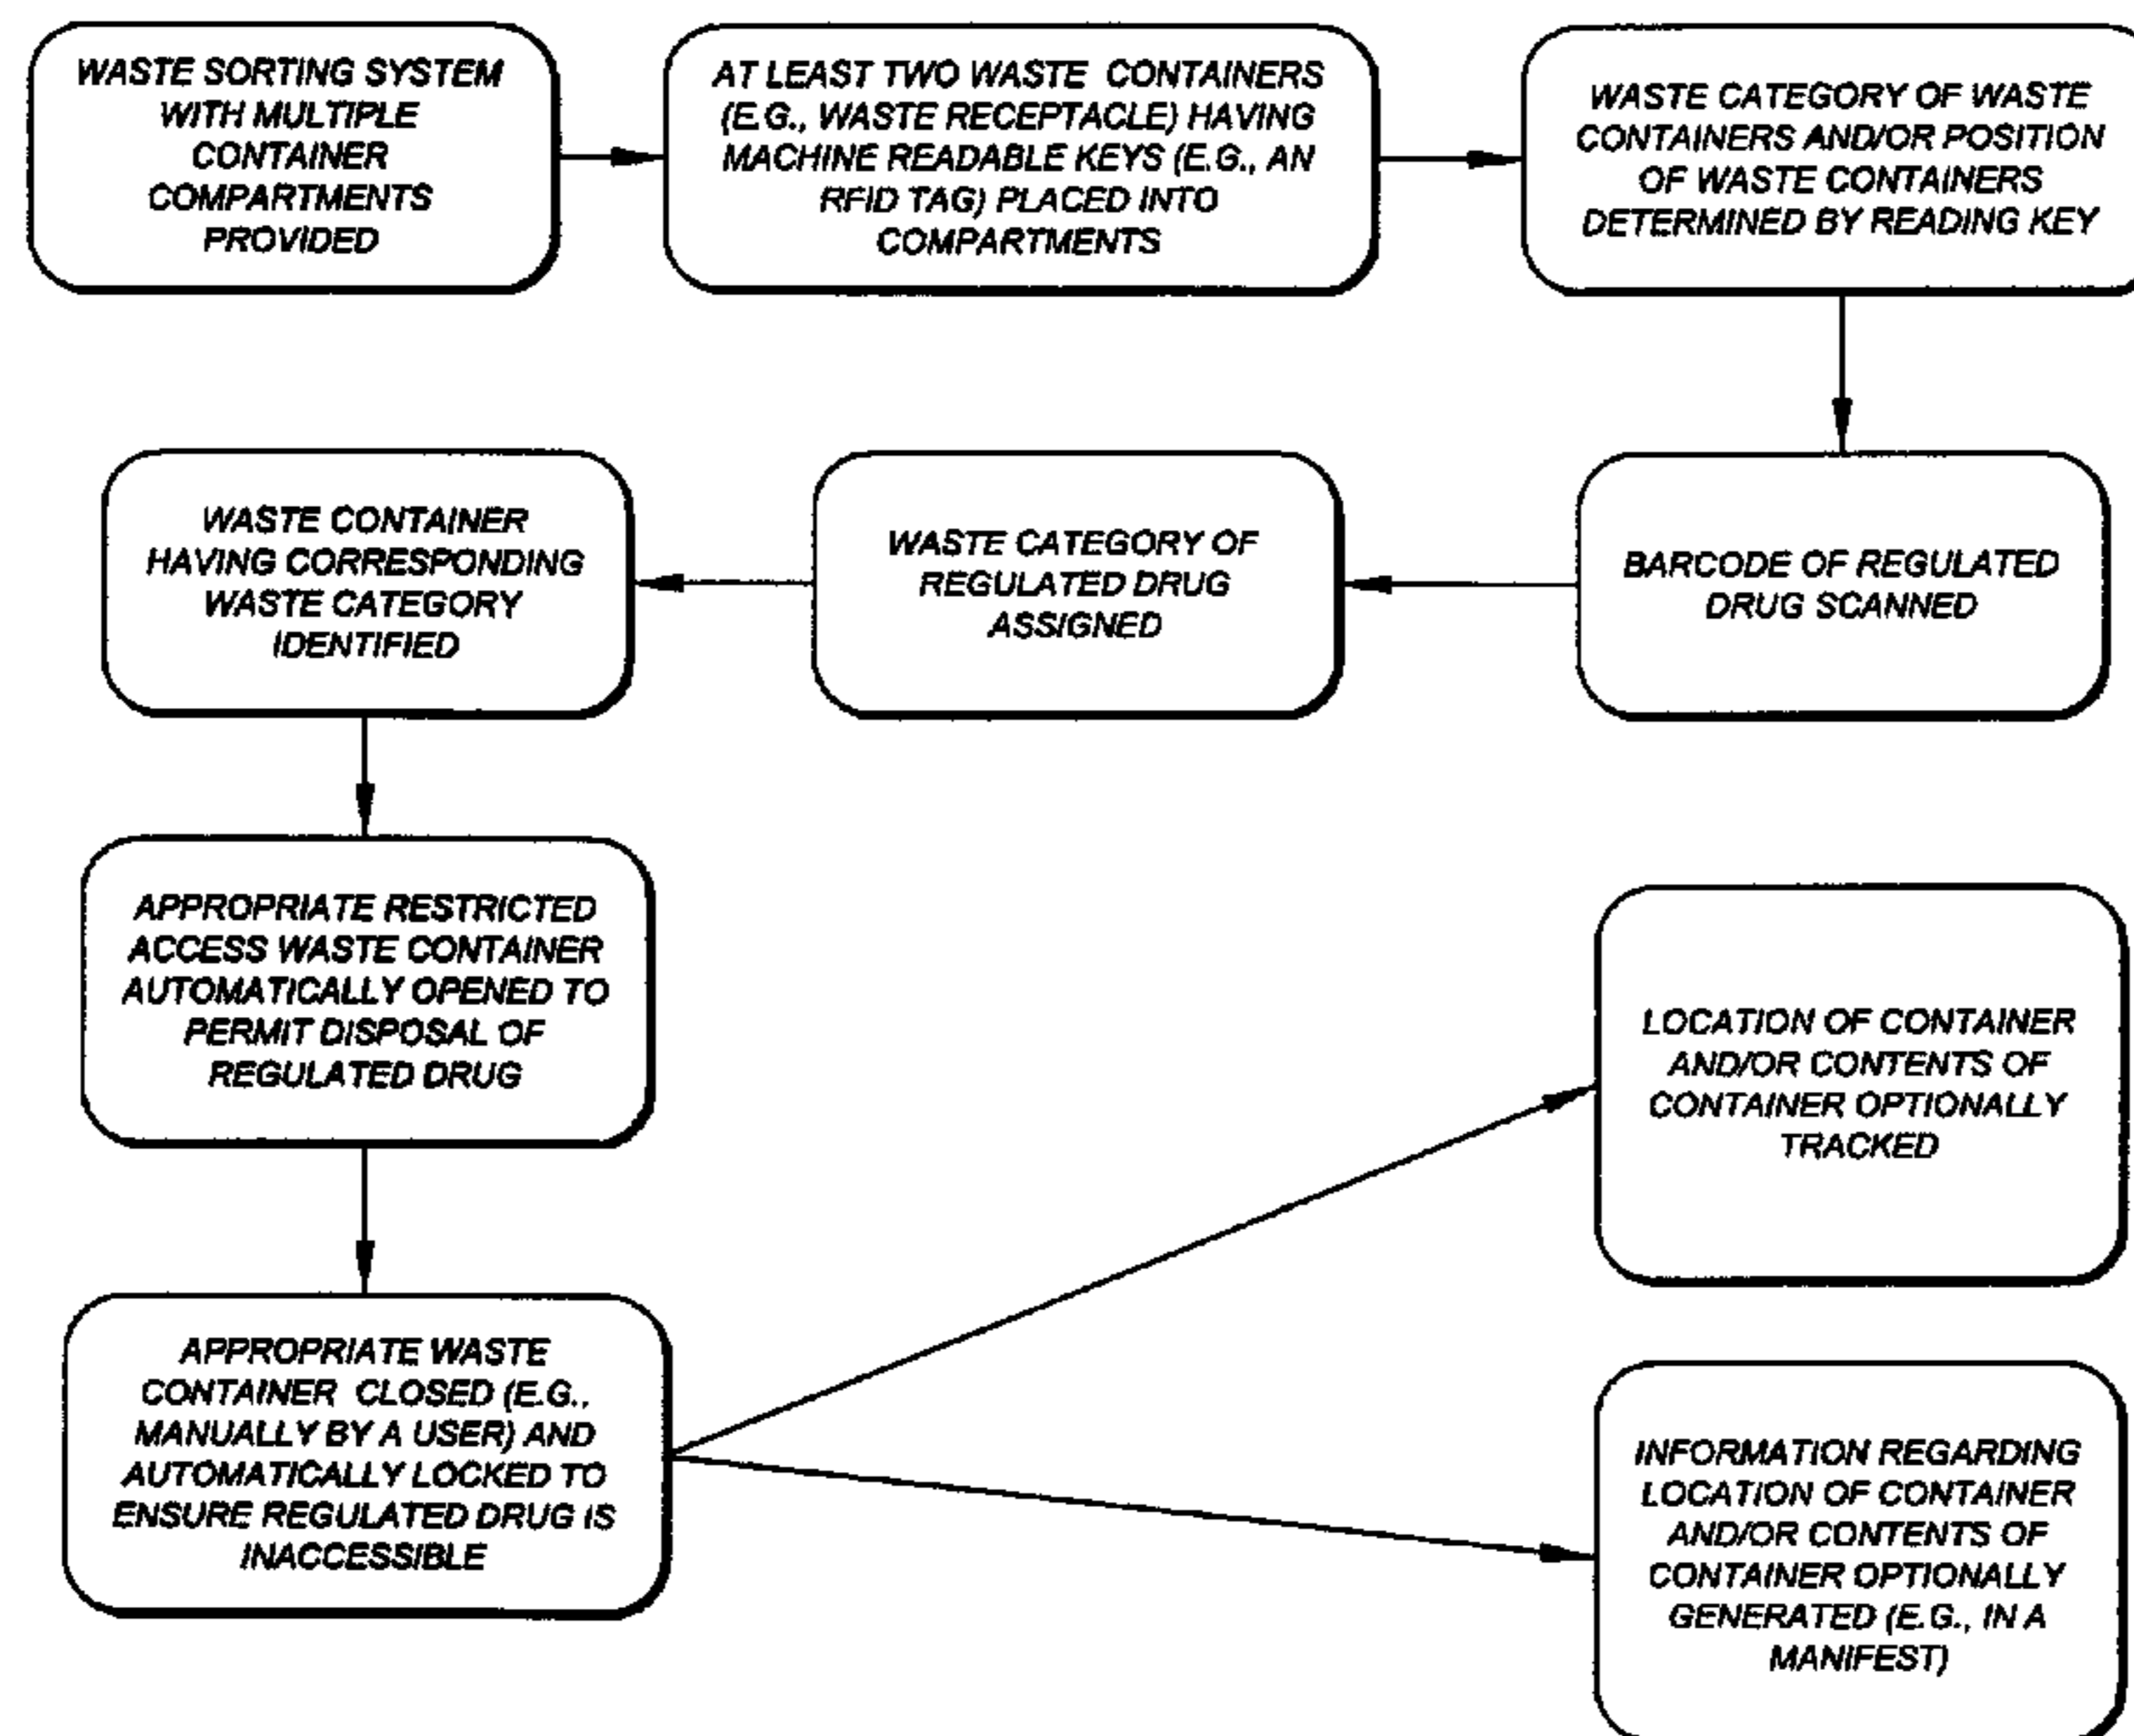 WASTE SORTING SYSTEM
WITH MULTIPLE
CONTAINER
COMPARTMENTS
PROVIDED
AT LEAST TWO WASTE CONTAINERS
(E.G., WASTE RECEPTACLE) HAVING
MACHINE READABLE KEYS (E.G., AN
RFID TAG) PLACED INTO
COMPARTMENTS
WASTE CATEGORY OF WASTE
CONTAINERS AND/OR POSITION
OF WASTE CONTAINERS
DETERMINED BY READING KEY
BARCODE OF REGULATED
DRUG SCANNED
WASTE CATEGORY OF
REGULATED DRUG
ASSIGNED
WASTE CONTAINER
HAVING CORRESPONDING
WASTE CATEGORY
IDENTIFIED
APPROPRIATE RESTRICTED
ACCESS WASTE CONTAINER
AUTOMATICALLY OPENED TO
PERMIT DISPOSAL OF
REGULATED DRUG
APPROPRIATE WASTE
CONTAINER CLOSED (E.G.,
MANUALLY BY A USER) AND
AUTOMATICALLY LOCKED TO
ENSURE REGULATED DRUG IS
INACCESSIBLE
LOCATION OF CONTAINER
AND/OR CONTENTS OF
CONTAINER OPTIONALLY
TRACKED
INFORMATION REGARDING
LOCATION OF CONTAINER
AND/OR CONTENTS OF
CONTAINER OPTIONALLY
GENERATED (E.G., IN A
MANIFEST)